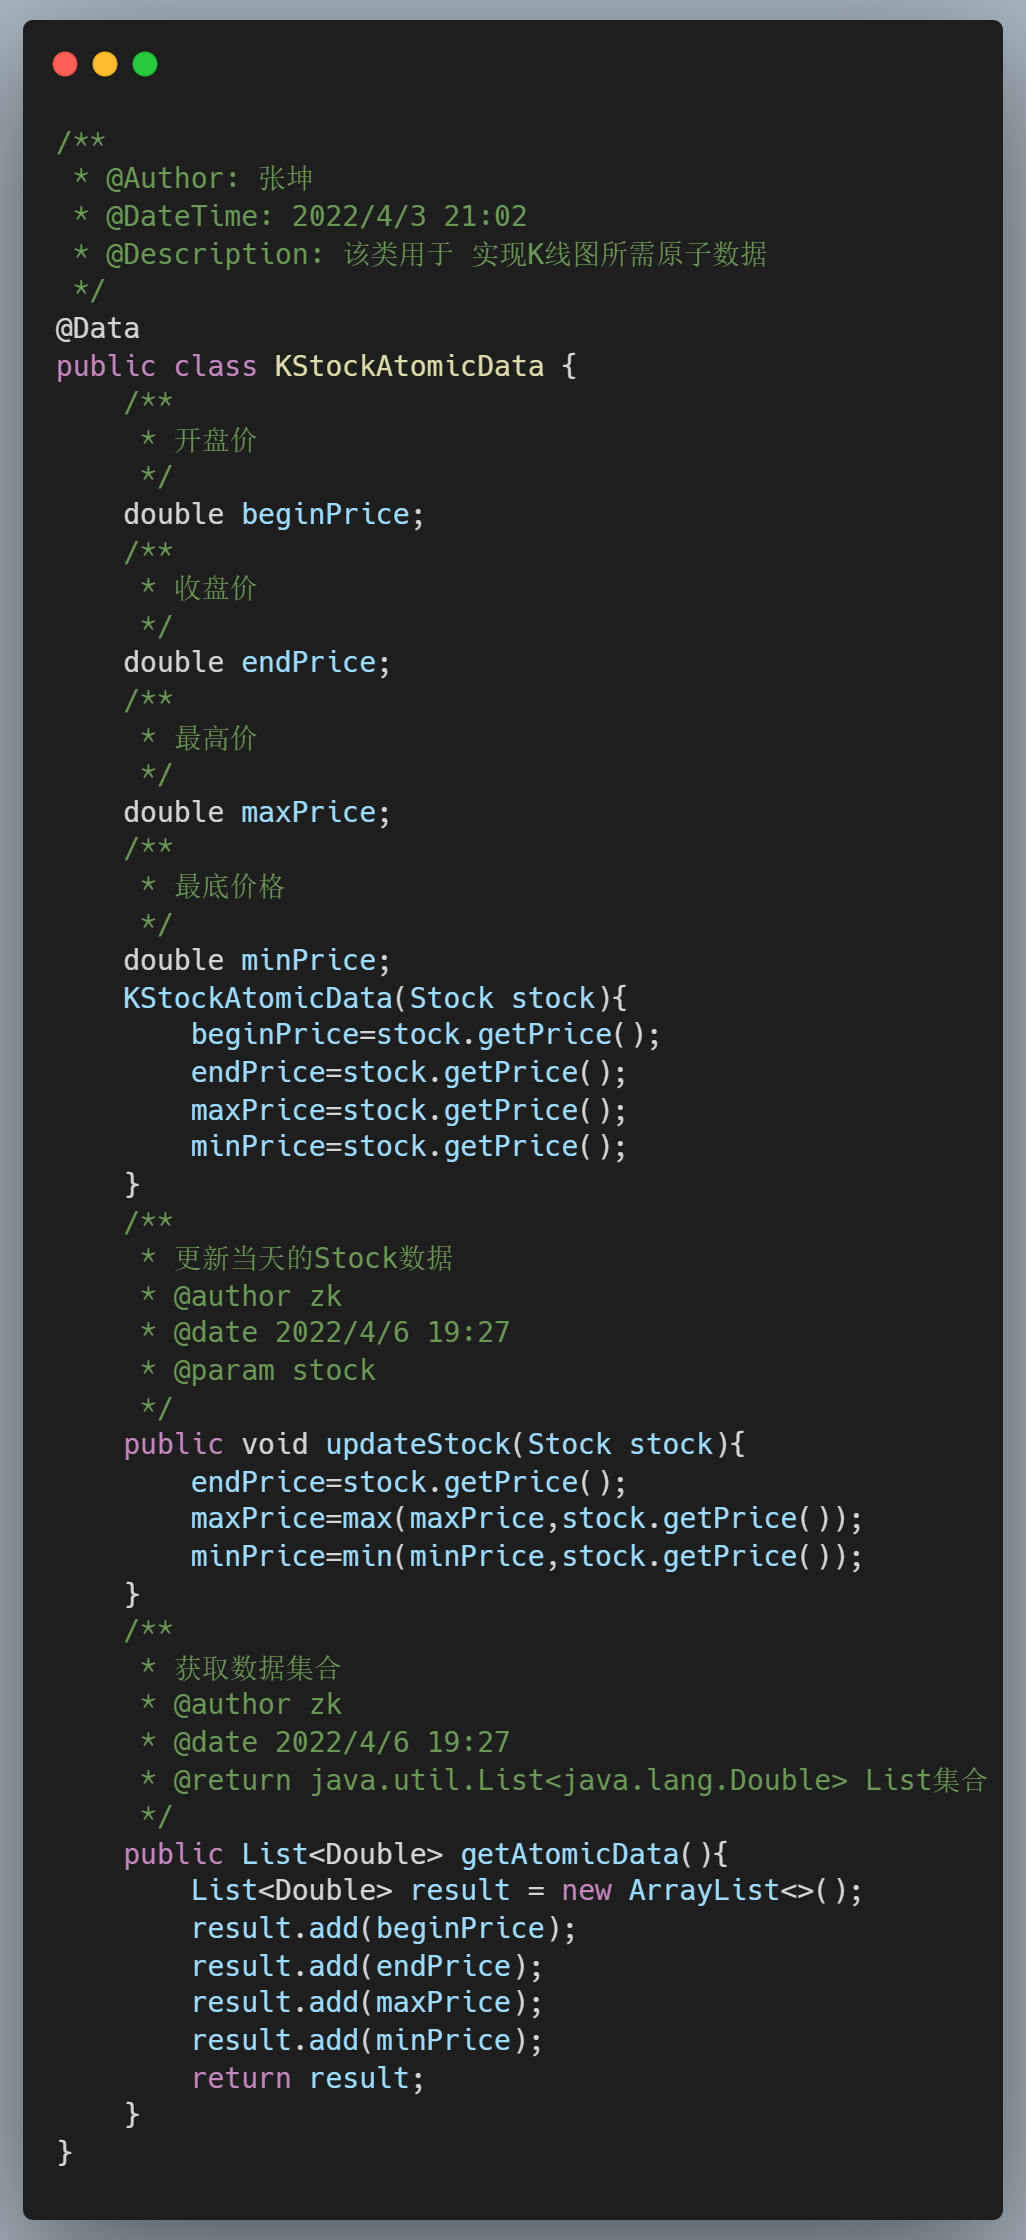 /**
 * @Author: 张坤
 * @DateTime: 2022/4/3 21:02
 * @Description: 该类用于 实现K线图所需原子数据
 */
@Data
public class KStockAtomicData {
    /**
     * 开盘价
     */
    double beginPrice;
    /**
     * 收盘价
     */
    double endPrice;
    /**
     * 最高价
     */
    double maxPrice;
    /**
     * 最底价格
     */
    double minPrice;
    KStockAtomicData(Stock stock){
        beginPrice=stock.getPrice();
        endPrice=stock.getPrice();
        maxPrice=stock.getPrice();
        minPrice=stock.getPrice();
    }
    /**
     * 更新当天的Stock数据
     * @author zk
     * @date 2022/4/6 19:27
     * @param stock
     */
    public void updateStock(Stock stock){
        endPrice=stock.getPrice();
        maxPrice=max(maxPrice,stock.getPrice());
        minPrice=min(minPrice,stock.getPrice());
    }
    /**
     * 获取数据集合
     * @author zk
     * @date 2022/4/6 19:27
     * @return java.util.List<java.lang.Double> List集合
     */
    public List<Double> getAtomicData(){
        List<Double> result = new ArrayList<>();
        result.add(beginPrice);
        result.add(endPrice);
        result.add(maxPrice);
        result.add(minPrice);
        return result;
    }
}